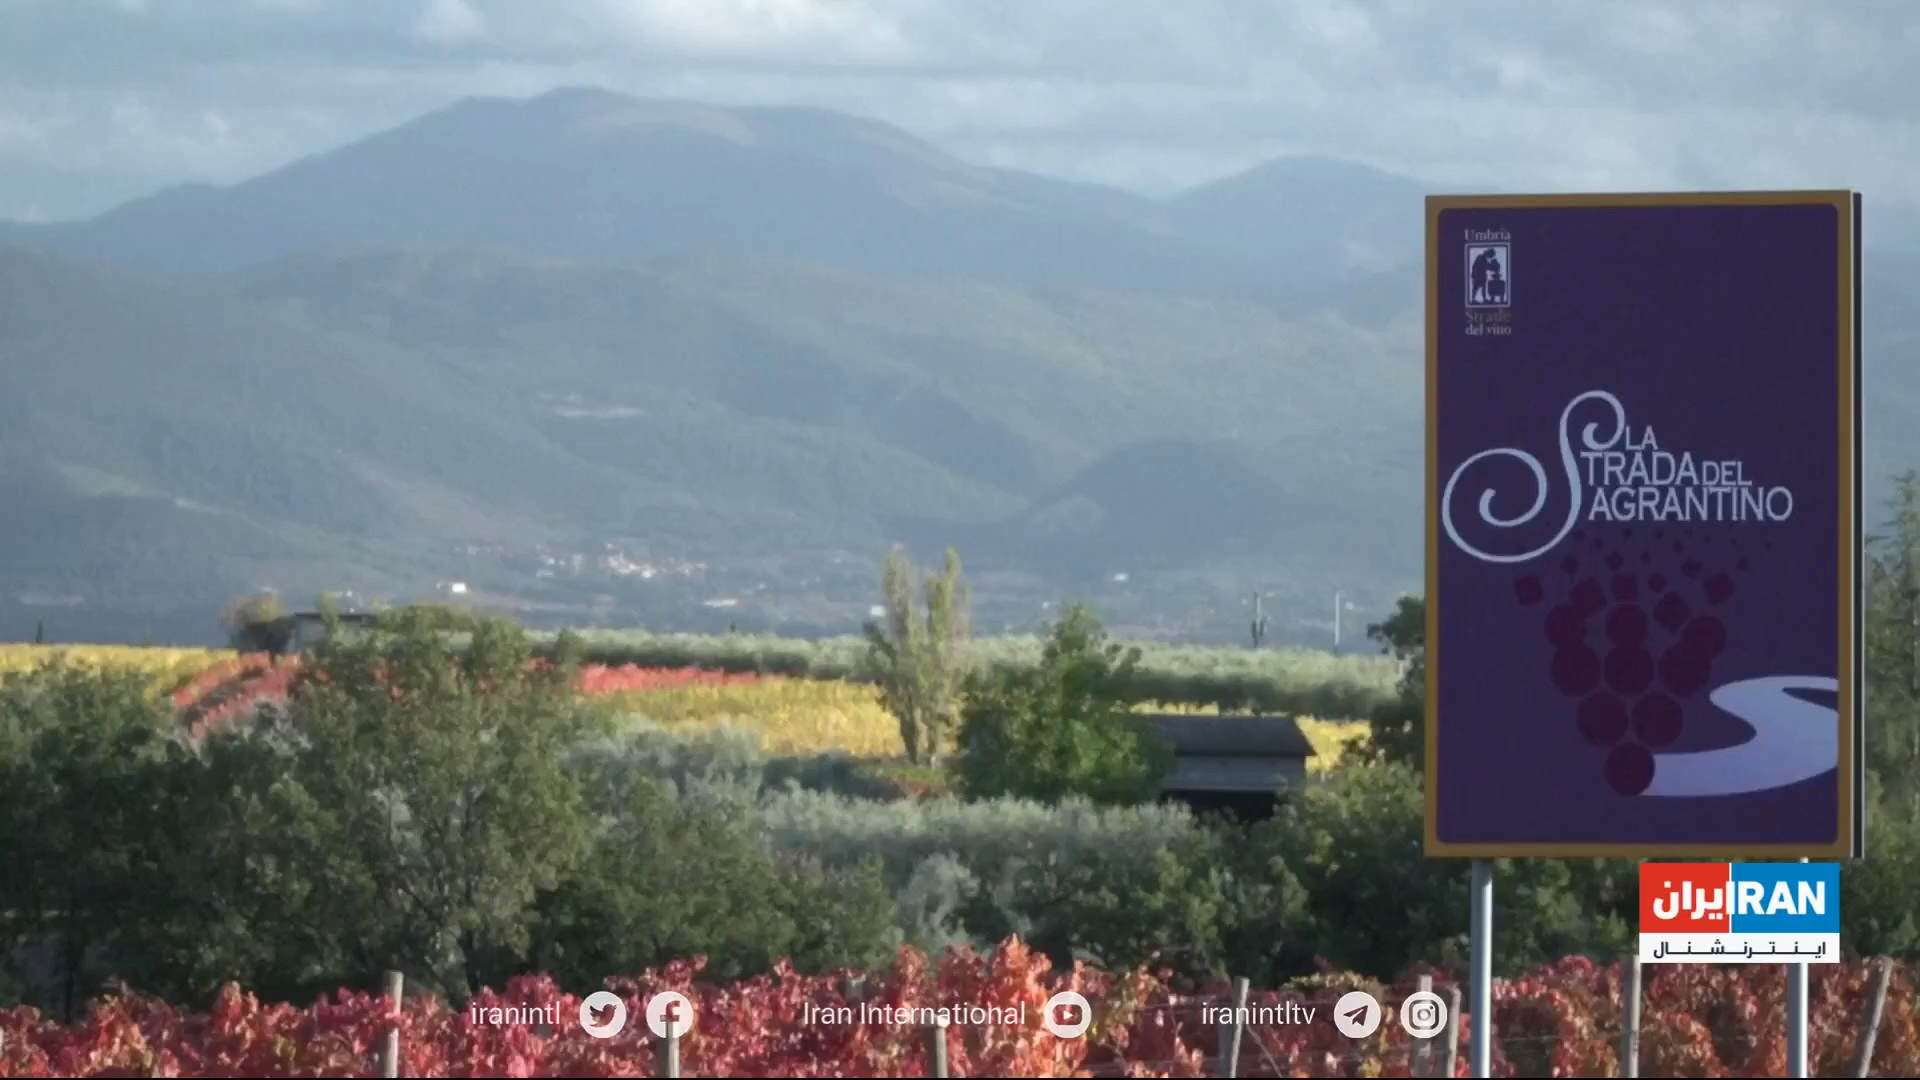 Umbria
Strade
del vino
LA
STRADA DEL
SAGRANTINO
ایران IRAN
اینترنشنال
iranintl
Iran International
iranintltv